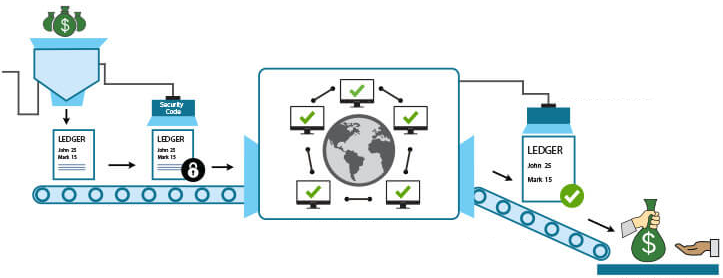 Security
Code
LEDGER
John 25
Mark 15
LEDGER
John 25
Mark 15
LEDGER
John 25
Mark 15
$